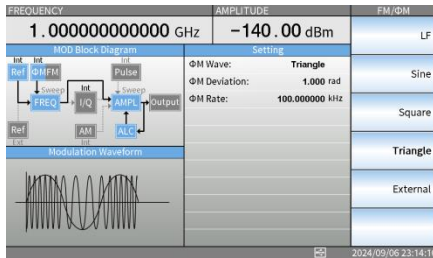 FREQUENCY AMPLITUDE FM/ΦM
1.000000000000 GHz −140.00 dBm
LF
MOD Block Diagram
Setting
Int Int Int
Ref ΦM FM Pulse
Sweep Int Sweep
FREQ I/Q AMPL Output
Ref AM ALC
Ext Int
Modulation Waveform
ΦM Wave: Triangle
ΦM Deviation: 1.000 rad
ΦM Rate: 100.000000 kHz
Sine
Square
Triangle
External
2024/09/06 23:14:1